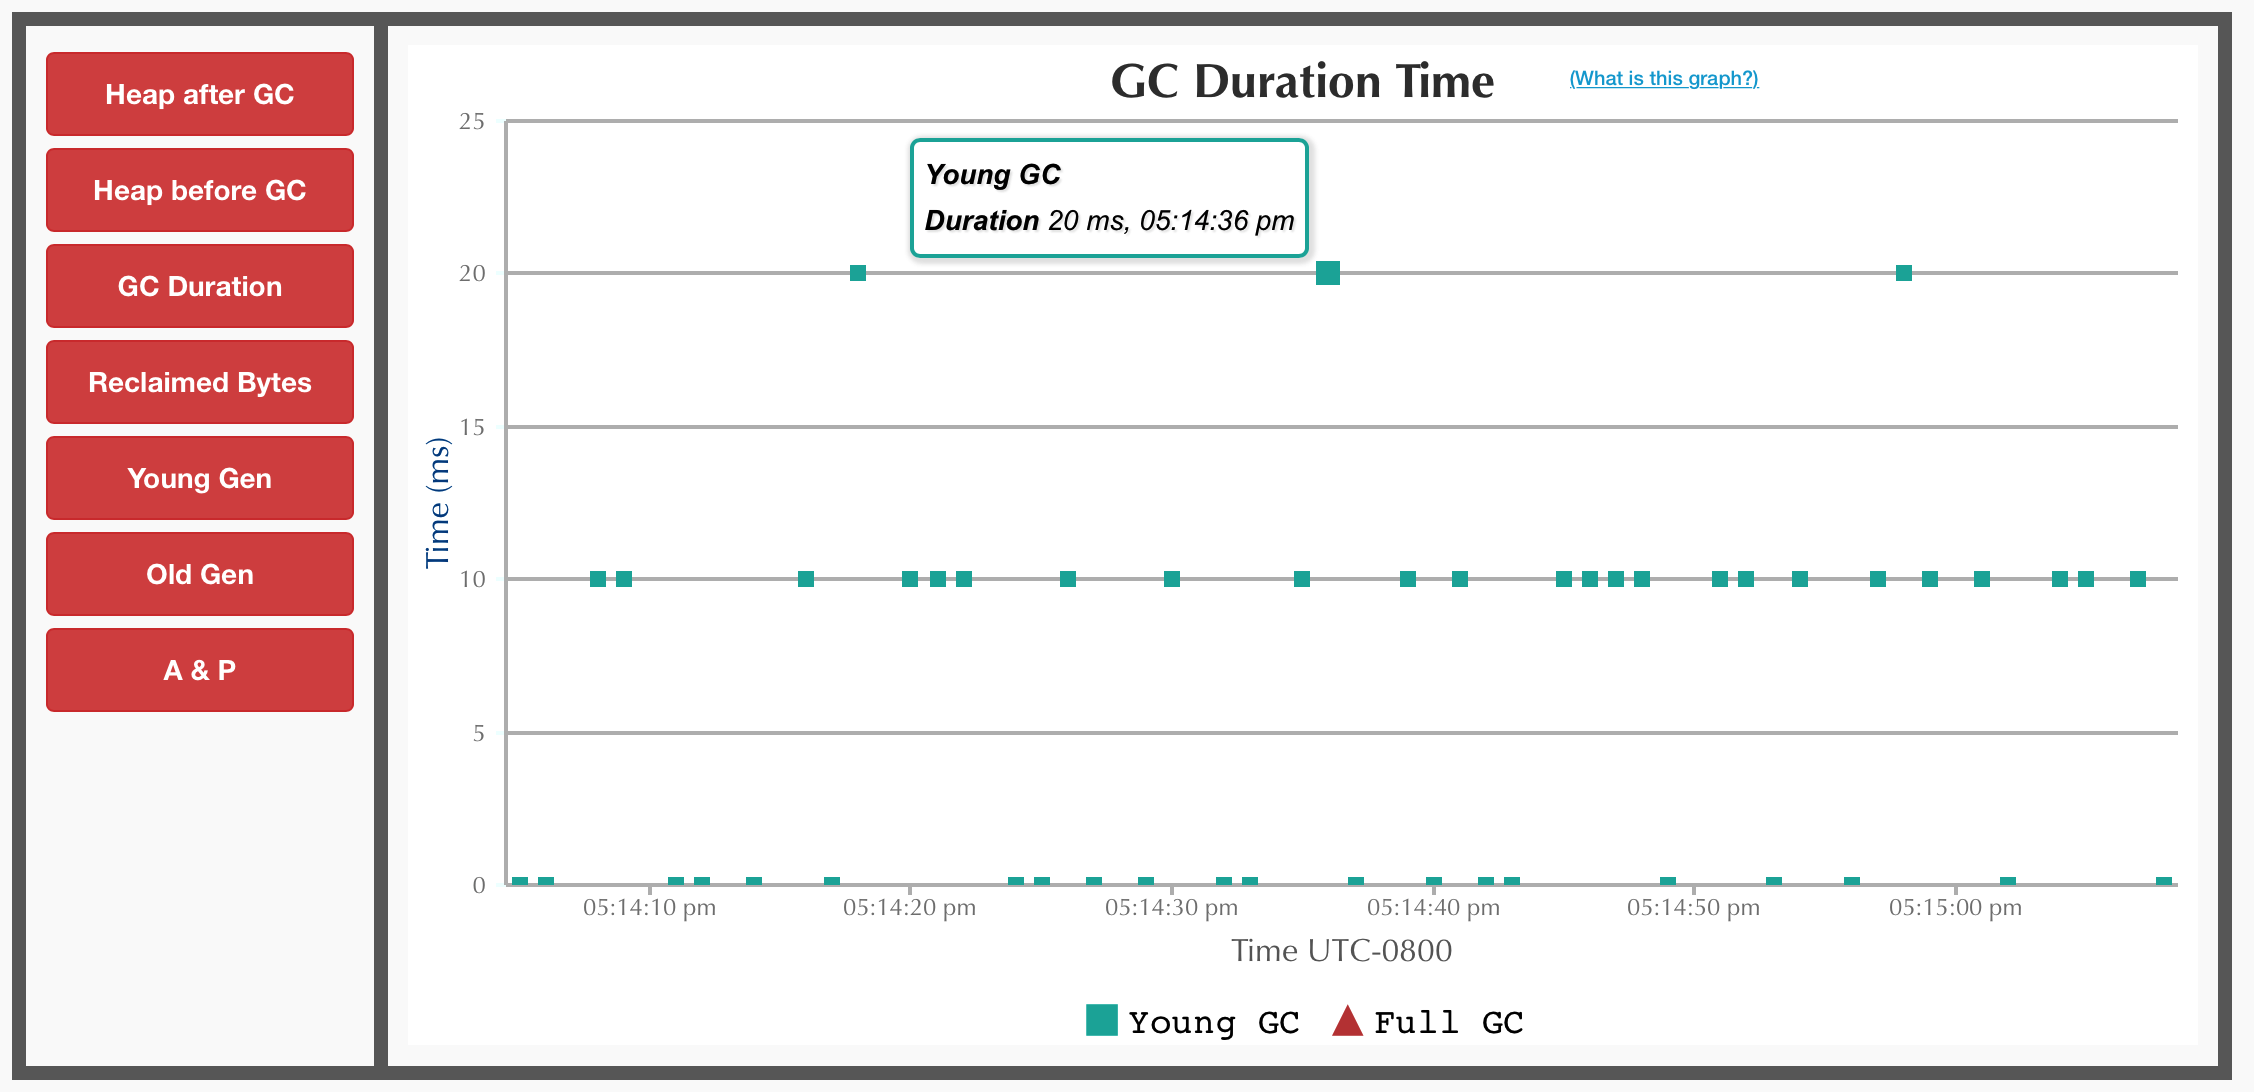 Heap after GC
Heap before GC
GC Duration
Reclaimed Bytes
Young Gen
Old Gen
A & P
GC Duration Time
(What is this graph?)
Young GC
Duration 20 ms, 05:14:36 pm
Time (ms)
25
20
15
10
5
0
05:14:10 pm
05:14:20 pm
05:14:30 pm
05:14:40 pm
05:14:50 pm
05:15:00 pm
Time UTC-0800
Young GC
Full GC